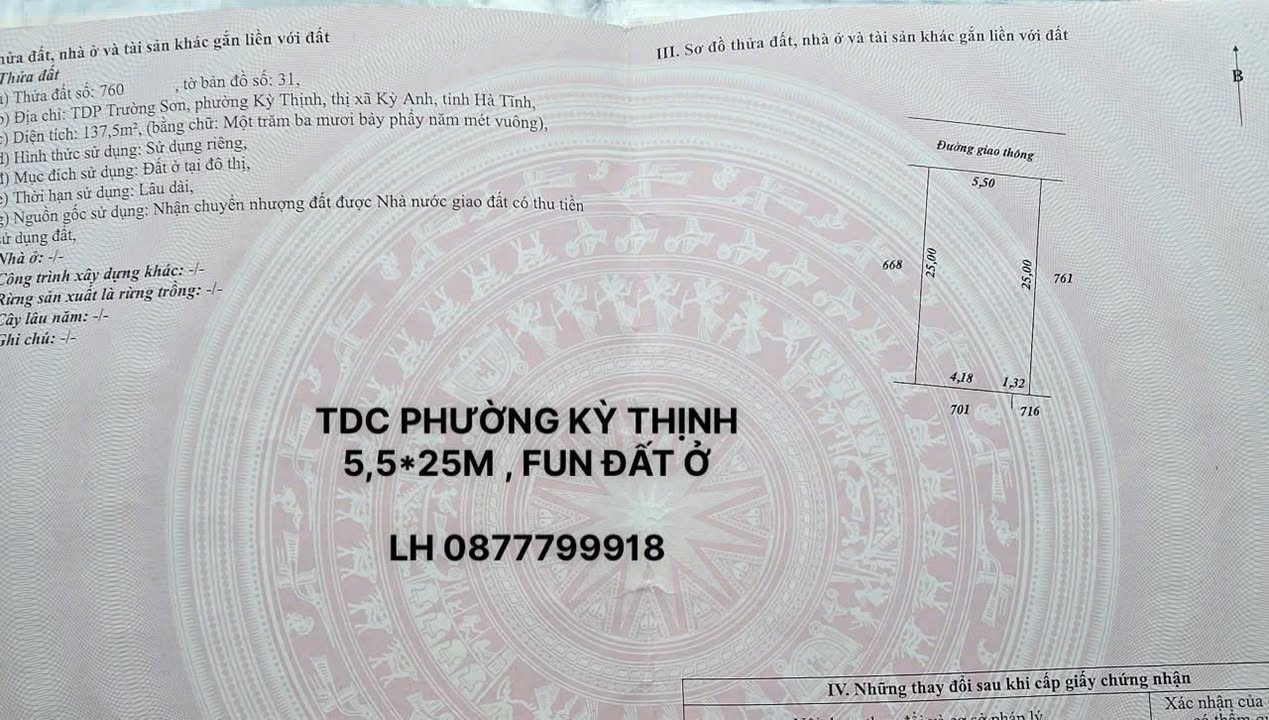 hửa đất, nhà ở và tài sản khác gắn liền với đất
Thửa đất
a) Thửa đất số: 760 , tờ bản đồ số: 31,
b) Địa chỉ: TDP Trường Sơn, phường Kỳ Thịnh, thị xã Kỳ Anh, tỉnh Hà Tĩnh,
c) Diện tích: 137,5m², (bằng chữ: Một trăm ba mươi bảy phẩy năm mét vuông),
d) Hình thức sử dụng: Sử dụng riêng,
đ) Mục đích sử dụng: Đất ở tại đô thị,
e) Thời hạn sử dụng: Lâu dài,
g) Nguồn gốc sử dụng: Nhận chuyển nhượng đất được Nhà nước giao đất có thu tiền
sử dụng đất,
Nhà ở: -/-
Công trình xây dựng khác: -/-
Rừng sản xuất là rừng trồng: -/-
Cây lâu năm: -/-
Ghi chú: -/-
III. Sơ đồ thửa đất, nhà ở và tài sản khác gắn liền với đất
B
Đường giao thông
5,50
668
25,00
25,00
761
4,18
1,32
701
716
TDC PHƯỜNG KỲ THỊNH
5,5*25M , FUN ĐẤT Ở
LH 0877799918
IV. Những thay đổi sau khi cấp giấy chứng nhận
Xác nhận của